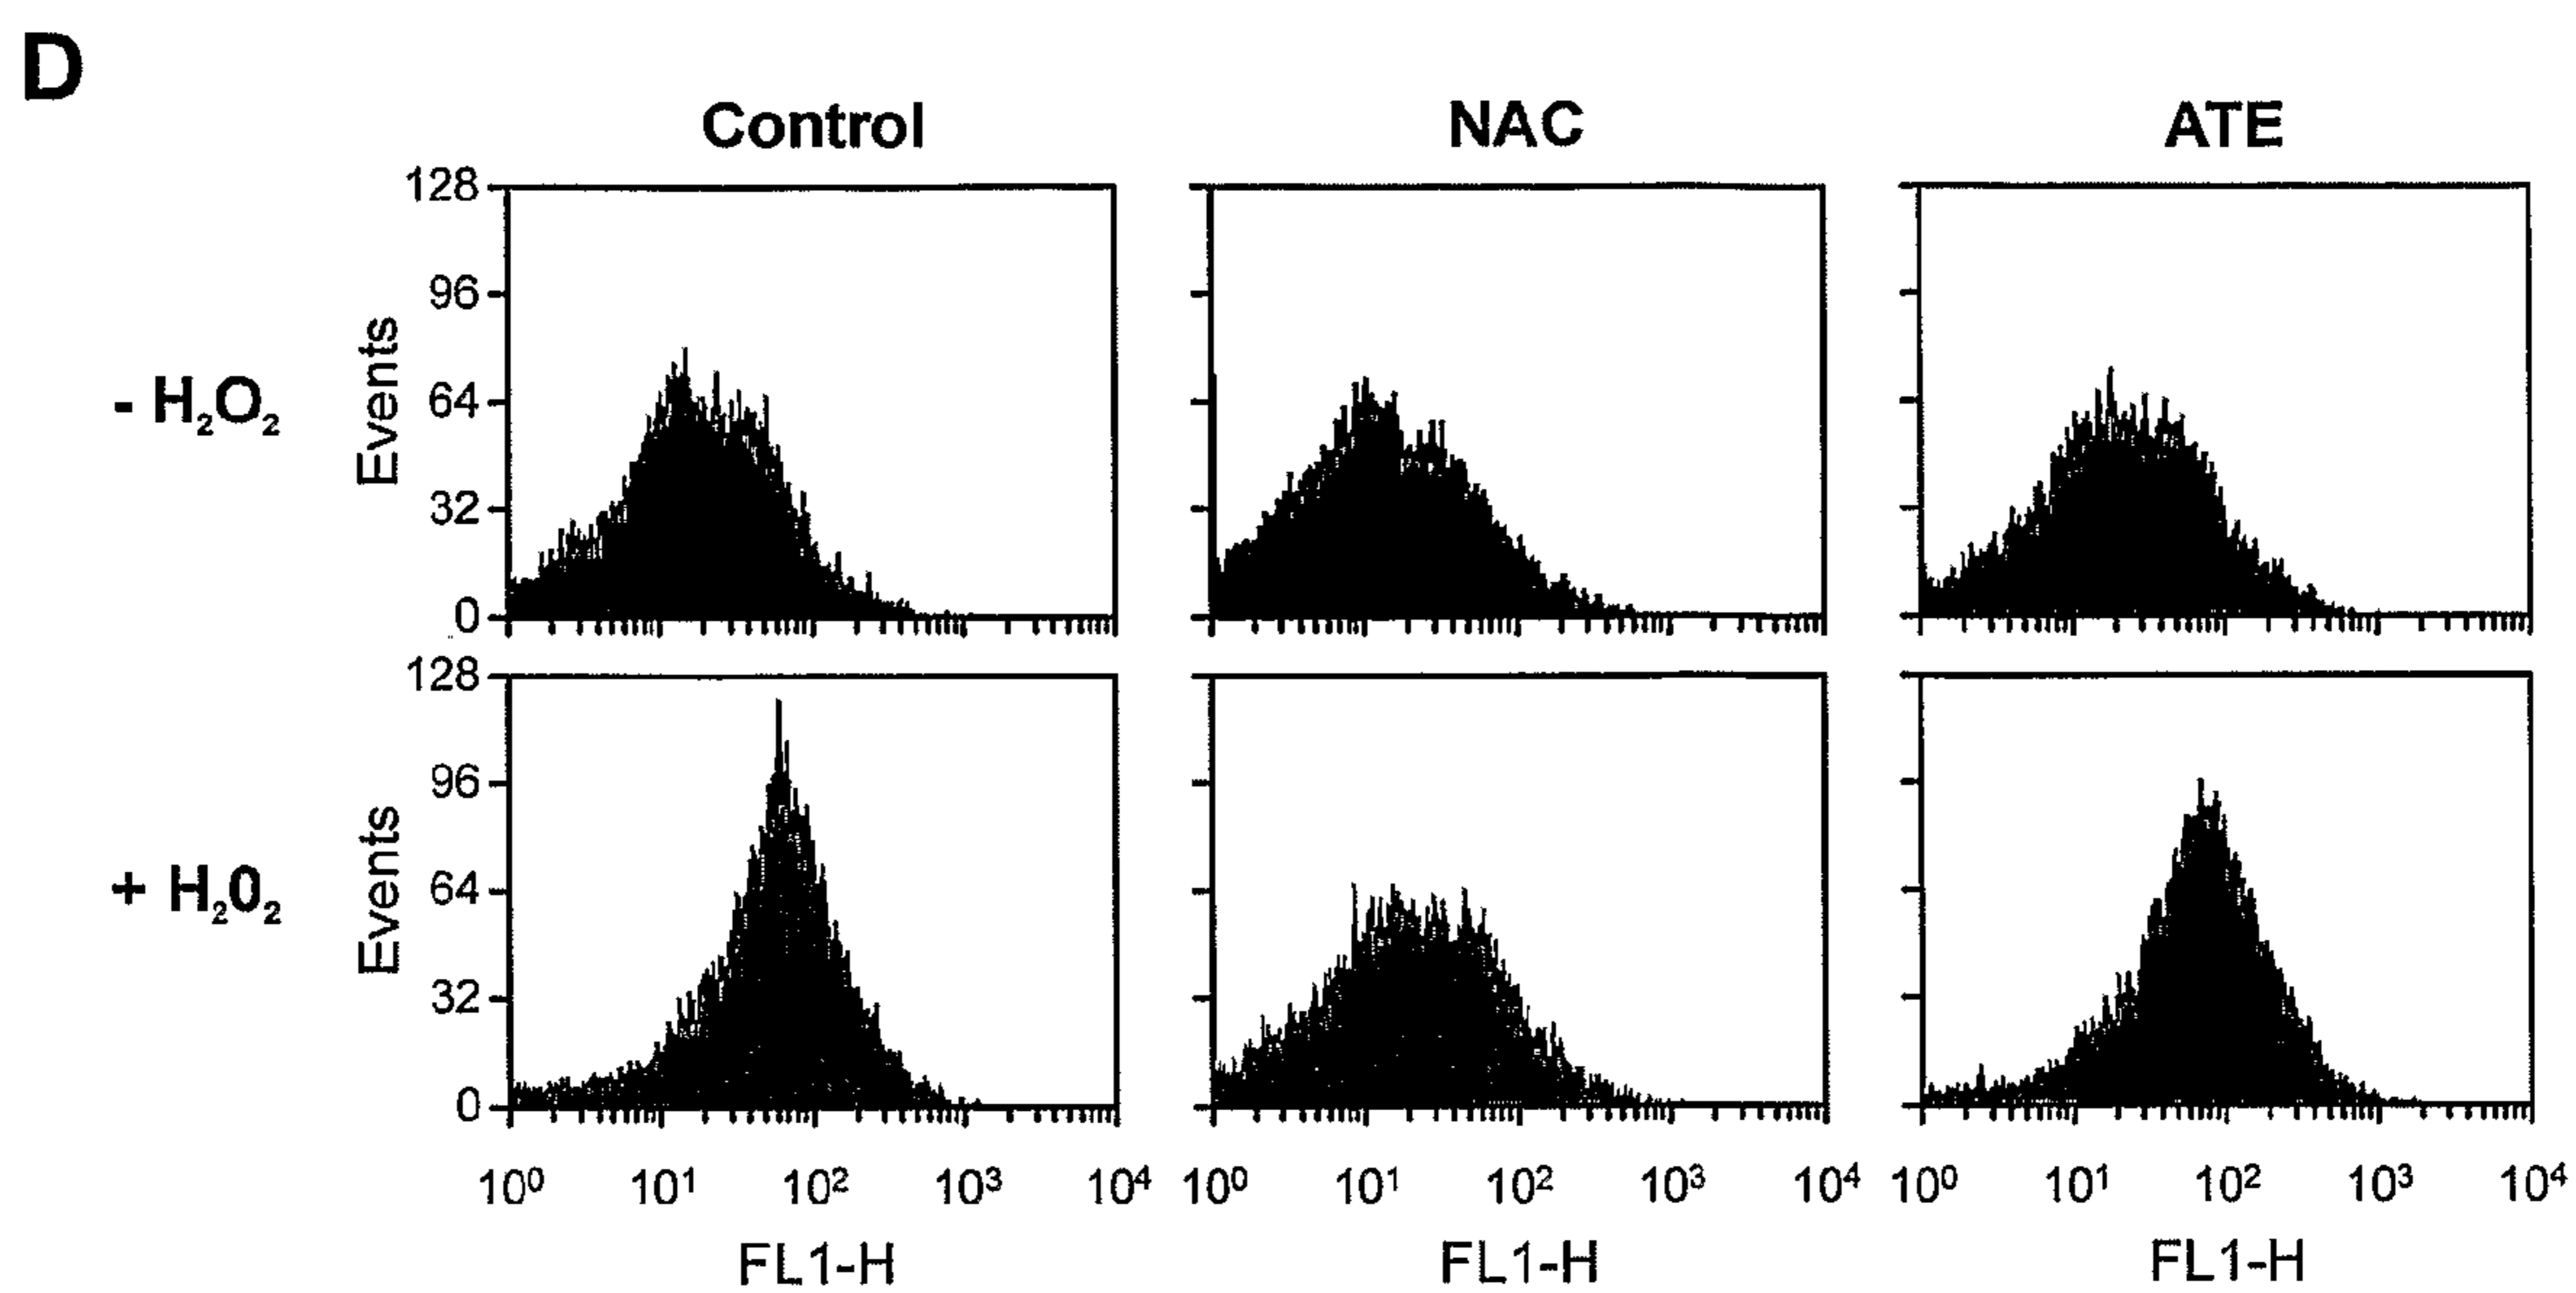 D
Control NAC ATE
128
96
64
32
0
Events
- H₂O₂
128
96
64
32
0
Events
+ H₂0₂
10⁰ 10¹ 10² 10³ 10⁴ 10⁰ 10¹ 10² 10³ 10⁴ 10⁰ 10¹ 10² 10³ 10⁴
FL1-H FL1-H FL1-H